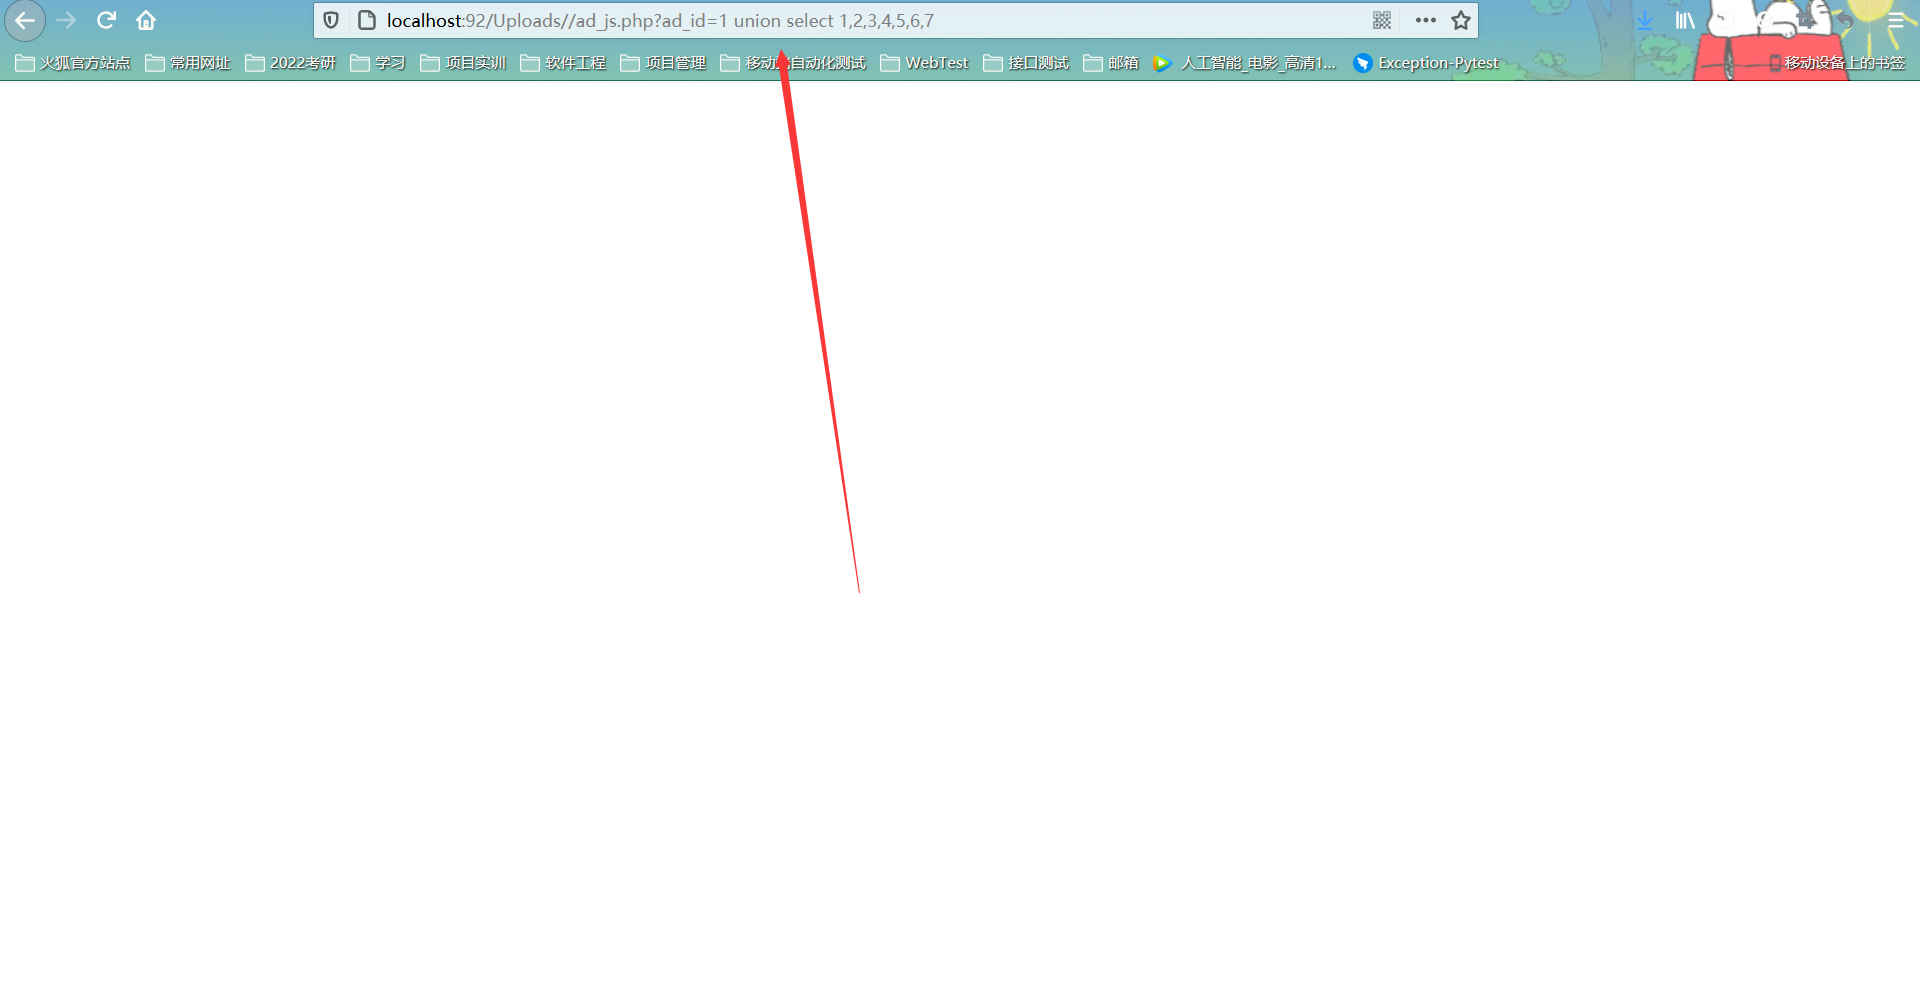 localhost:92/Uploads//ad_js.php?ad_id=1 union select 1,2,3,4,5,6,7
火狐官方站点 常用网址 2022考研 学习 项目实训 软件工程 项目管理 移动 自动化测试 WebTest 接口测试 邮箱 人工智能_电影_高清1... Exception-Pytest 移动设备上的书签